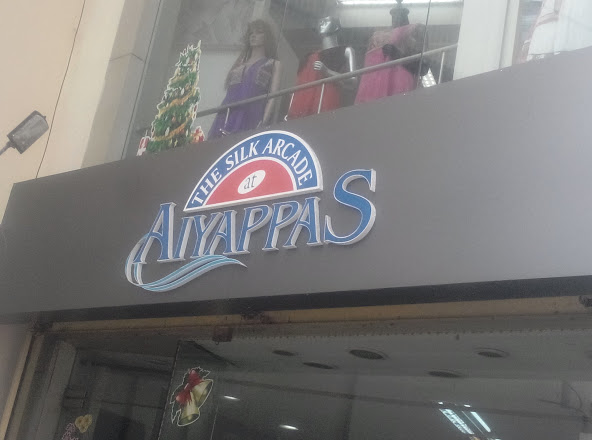 THE SILK ARCADE
at
AIYAPPAS